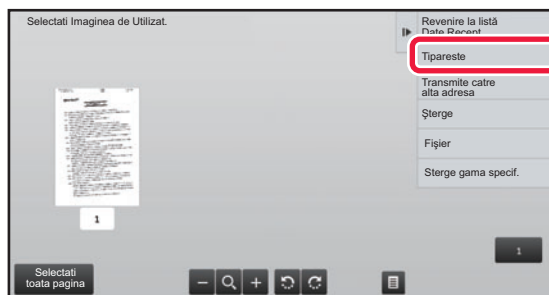 Selectati Imaginea de Utilizat.
Revenire la listă
Date Recept.
Tipareste
Transmite catre
alta adresa
Şterge
Fişier
Sterge gama specif.
1
1
Selectati
toata pagina